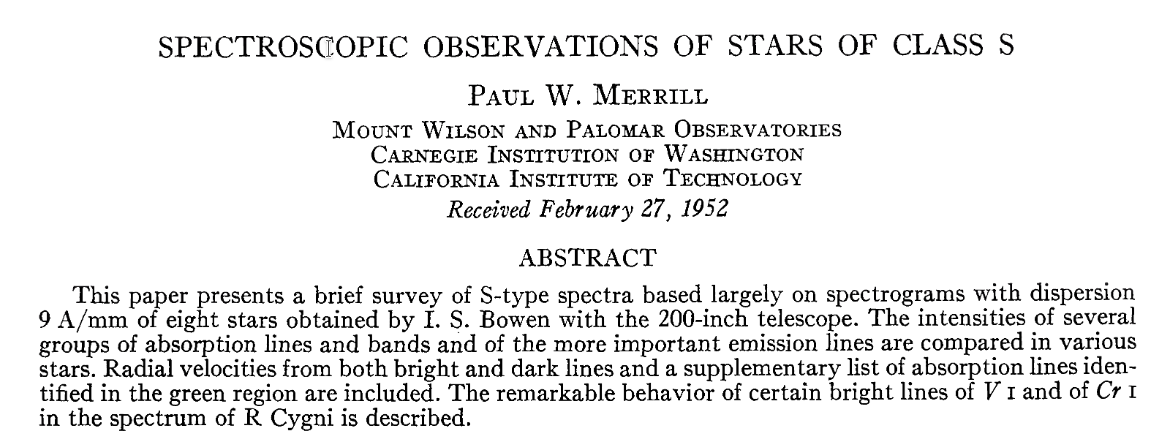 SPECTROSCOPIC OBSERVATIONS OF STARS OF CLASS S
PAUL W. MERRILL
MOUNT WILSON AND PALOMAR OBSERVATORIES
CARNEGIE INSTITUTION OF WASHINGTON
CALIFORNIA INSTITUTE OF TECHNOLOGY
Received February 27, 1952
ABSTRACT
This paper presents a brief survey of S-type spectra based largely on spectrograms with dispersion
9 A/mm of eight stars obtained by I. S. Bowen with the 200-inch telescope. The intensities of several
groups of absorption lines and bands and of the more important emission lines are compared in various
stars. Radial velocities from both bright and dark lines and a supplementary list of absorption lines iden-
tified in the green region are included. The remarkable behavior of certain bright lines of V I and of Cr I
in the spectrum of R Cygni is described.